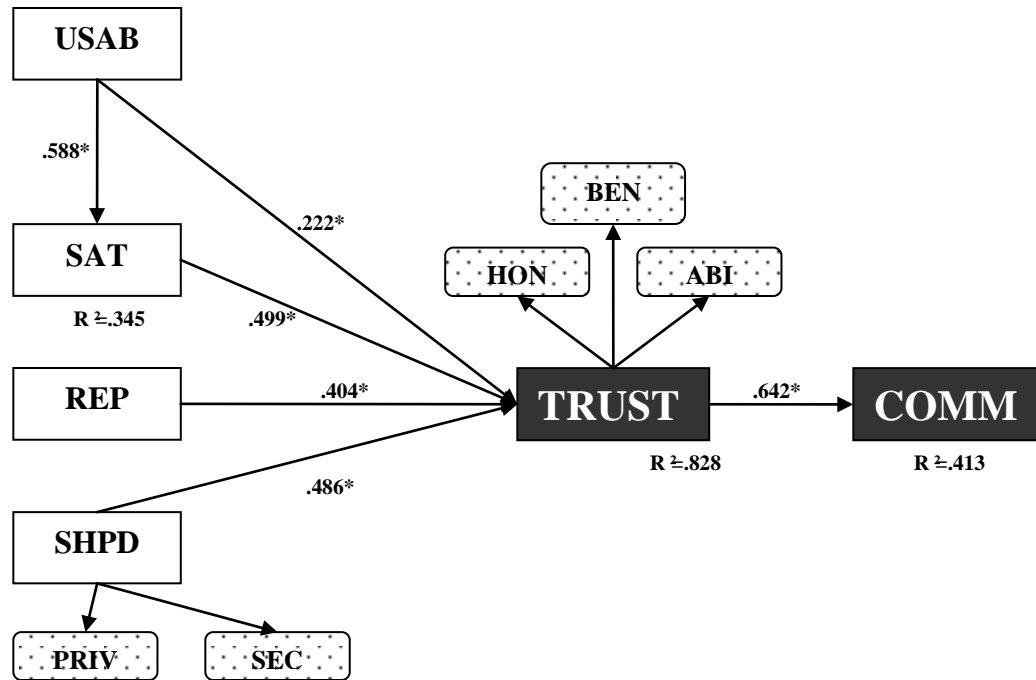 USAB
.588*
BEN
.222*
SAT
HON
ABI
R ²=.345
.499*
REP
.404*
TRUST
.642*
COMM
R ²=.828
R ²=.413
.486*
SHPD
PRIV
SEC